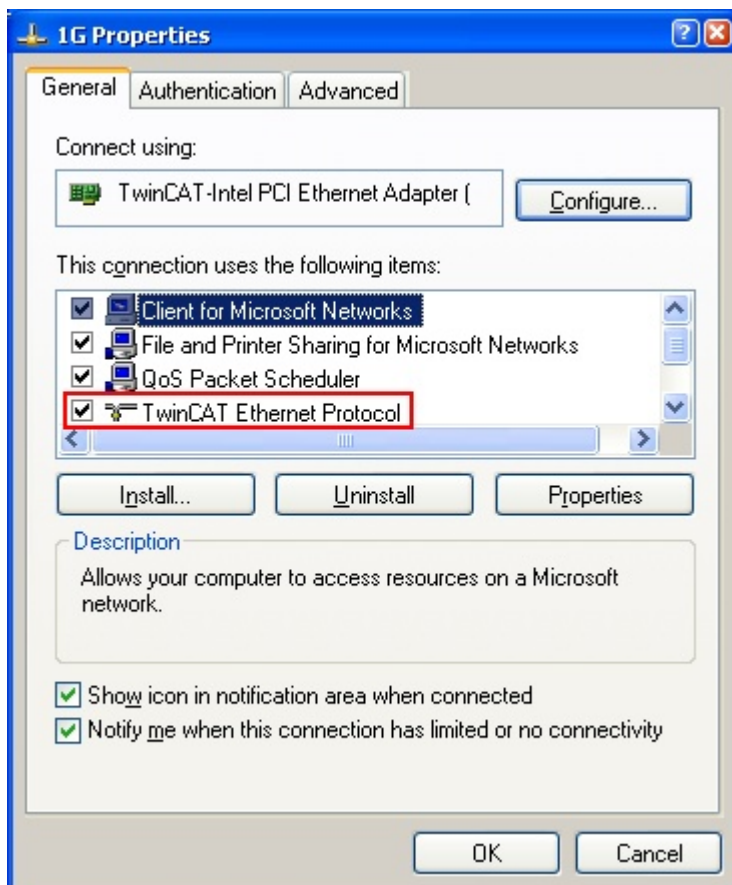 1G Properties
General Authentication Advanced
Connect using:
TwinCAT-Intel PCI Ethernet Adapter (
Configure...
This connection uses the following items:
Client for Microsoft Networks
File and Printer Sharing for Microsoft Networks
QoS Packet Scheduler
TwinCAT Ethernet Protocol
Install... Uninstall Properties
Description
Allows your computer to access resources on a Microsoft
network.
Show icon in notification area when connected
Notify me when this connection has limited or no connectivity
OK Cancel